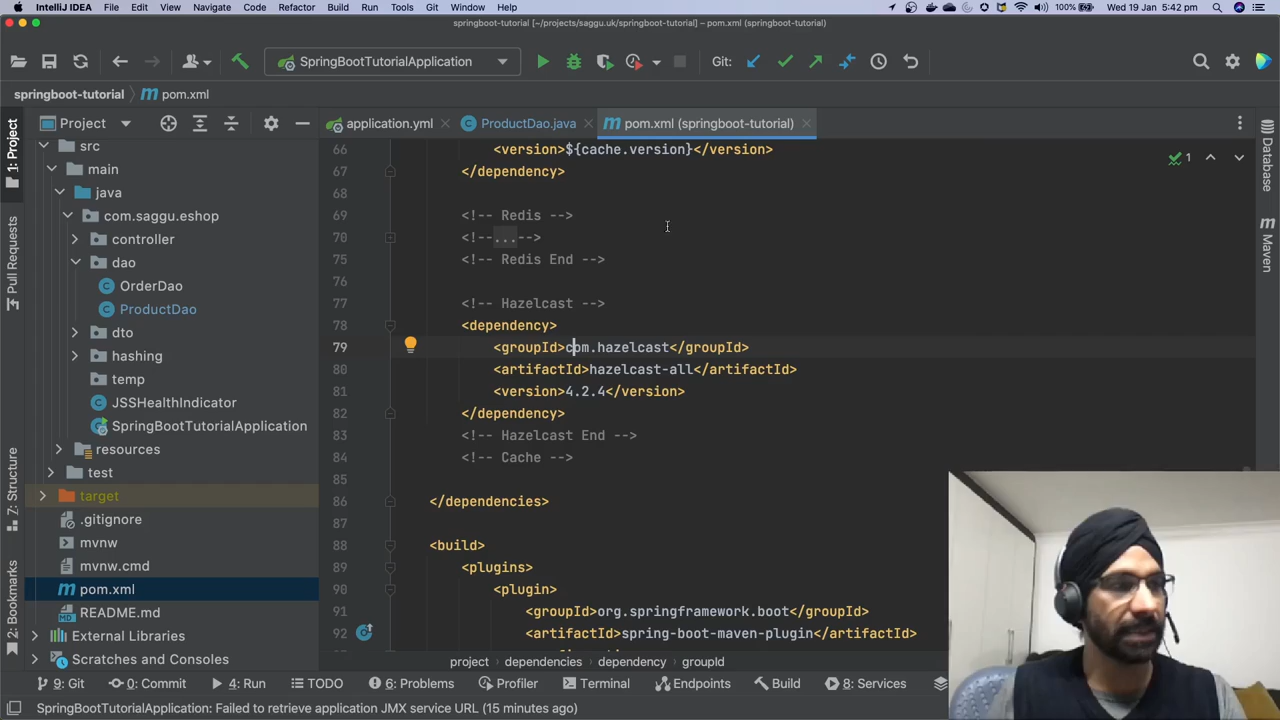 IntelliJ IDEA File Edit View Navigate Code Refactor Build Run Tools Git Window Help 100% Wed 19 Jan 5:42 pm
springboot-tutorial [~/projects/saggu.uk/springboot-tutorial] – pom.xml (springboot-tutorial)
SpringBootTutorialApplication Git:
springboot-tutorial pom.xml
1: Project
Pull Requests
7: Structure
2: Bookmarks
Project
src
main
java
com.saggu.eshop
controller
dao
OrderDao
ProductDao
dto
hashing
temp
JSSHealthIndicator
SpringBootTutorialApplication
resources
test
target
.gitignore
mvnw
mvnw.cmd
pom.xml
README.md
External Libraries
Scratches and Consoles
application.yml ProductDao.java pom.xml (springboot-tutorial)
1
66 <version>${cache.version}</version>
67 </dependency>
68
69 <!-- Redis -->
70 <!--...-->
75 <!-- Redis End -->
76
77 <!-- Hazelcast -->
78 <dependency>
79 <groupId>com.hazelcast</groupId>
80 <artifactId>hazelcast-all</artifactId>
81 <version>4.2.4</version>
82 </dependency>
83 <!-- Hazelcast End -->
84 <!-- Cache -->
85
86 </dependencies>
87
88 <build>
89 <plugins>
90 <plugin>
91 <groupId>org.springframework.boot</groupId>
92 <artifactId>spring-boot-maven-plugin</artifactId>
project dependencies dependency groupId
Database
Maven
9: Git 0: Commit 4: Run TODO 6: Problems Profiler Terminal Endpoints Build 8: Services
SpringBootTutorialApplication: Failed to retrieve application JMX service URL (15 minutes ago)